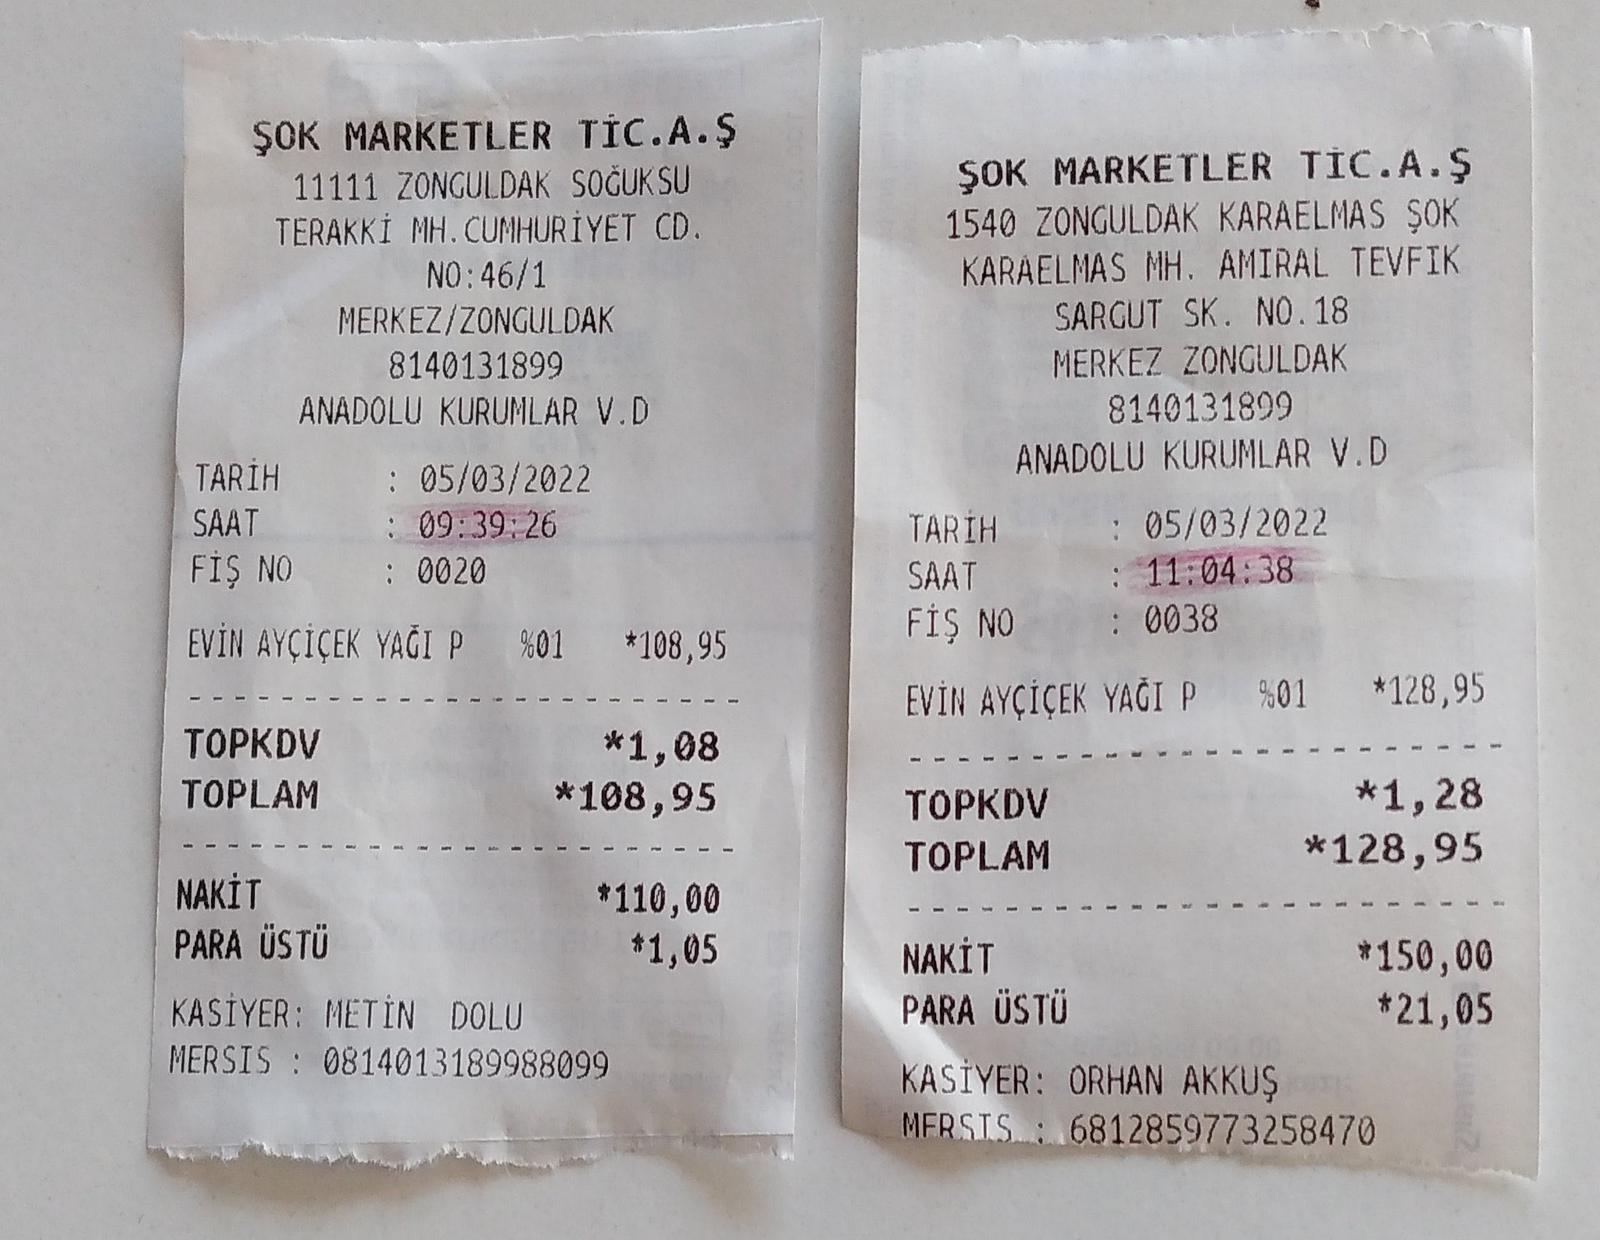 ŞOK MARKETLER TİC.A.Ş
11111 ZONGULDAK SOĞUKSU
TERAKKİ MH.CUMHURİYET CD.
NO:46/1
MERKEZ/ZONGULDAK
8140131899
ANADOLU KURUMLAR V.D
TARİH : 05/03/2022
SAAT : 09:39:26
FİŞ NO : 0020
EVİN AYÇİÇEK YAĞI P %01 *108,95
TOPKDV *1,08
TOPLAM *108,95
NAKİT *110,00
PARA ÜSTÜ *1,05
KASİYER: METİN DOLU
MERSIS : 0814013189988099
ŞOK MARKETLER TİC.A.Ş
1540 ZONGULDAK KARAELMAS ŞOK
KARAELMAS MH. AMIRAL TEVFIK
SARGUT SK. NO.18
MERKEZ ZONGULDAK
8140131899
ANADOLU KURUMLAR V.D
TARİH : 05/03/2022
SAAT : 11:04:38
FİŞ NO : 0038
EVİN AYÇİÇEK YAĞI P %01 *128,95
TOPKDV *1,28
TOPLAM *128,95
NAKİT *150,00
PARA ÜSTÜ *21,05
KASİYER: ORHAN AKKUŞ
MERSIS : 6812859773258470